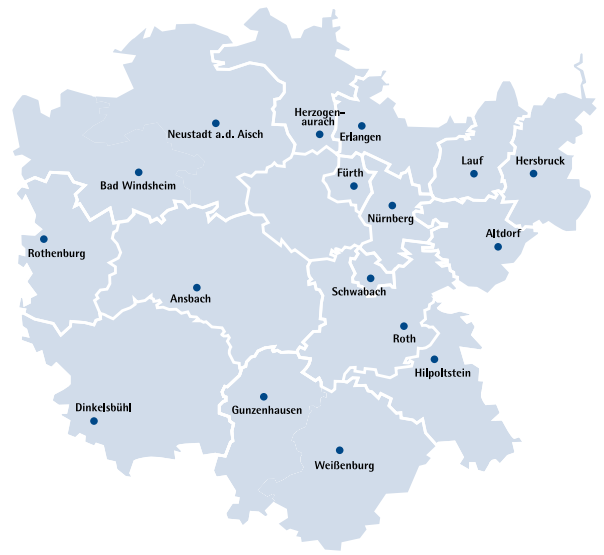 Herzogen-
aurach
Neustadt a.d. Aisch
Erlangen
Lauf
Hersbruck
Bad Windsheim
Fürth
Nürnberg
Altdorf
Rothenburg
Ansbach
Schwabach
Roth
Hilpoltstein
Dinkelsbühl
Gunzenhausen
Weißenburg